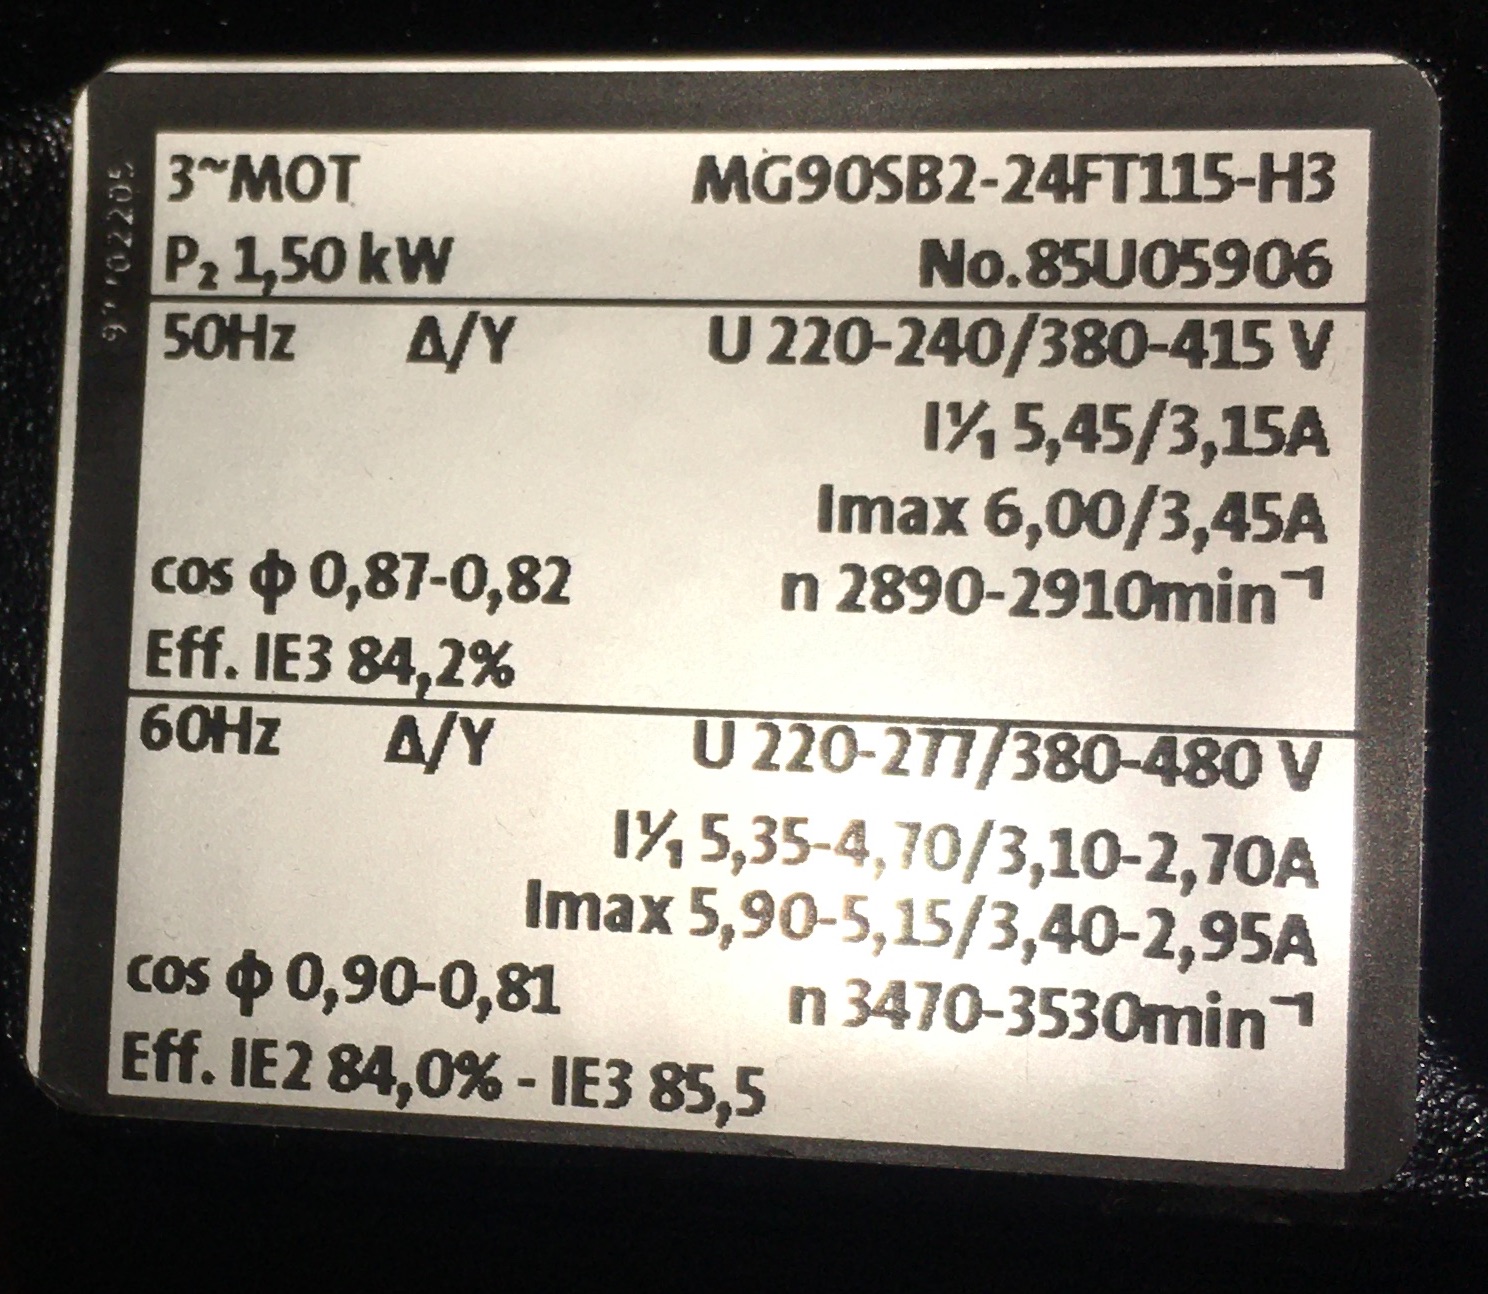 3~MOT MG90SB2-24FT115-H3
P₂ 1,50 kW No.85U05906
50Hz Δ/Y U 220-240/380-415 V
I 1/1 5,45/3,15A
Imax 6,00/3,45A
cos ϕ 0,87-0,82 n 2890-2910min⁻¹
Eff. IE3 84,2%
60Hz Δ/Y U 220-277/380-480 V
I 1/1 5,35-4,70/3,10-2,70A
Imax 5,90-5,15/3,40-2,95A
cos ϕ 0,90-0,81 n 3470-3530min⁻¹
Eff. IE2 84,0% - IE3 85,5